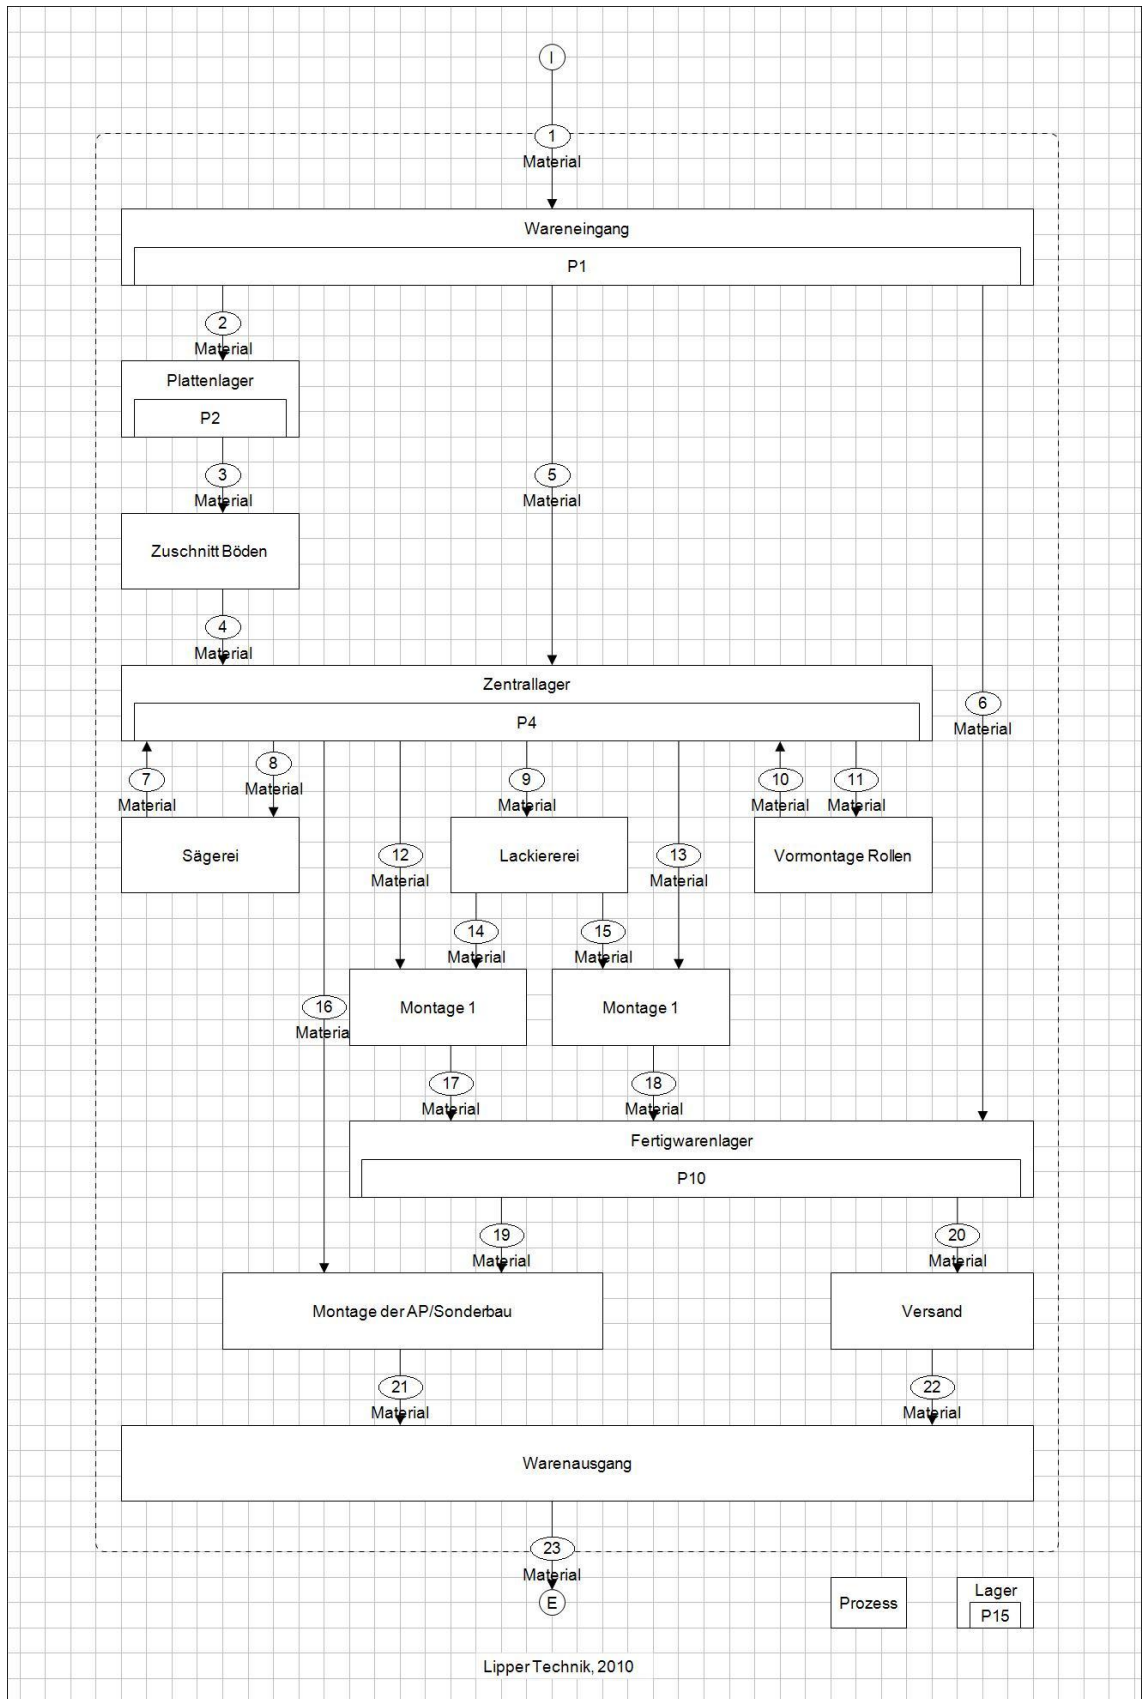 I
1
Material
Wareneingang
P1
2
Material
Plattenlager
P2
3
Material
5
Material
Zuschnitt Böden
4
Material
Zentrallager
P4
6
Material
7
Material
8
Material
9
Material
10
Material
11
Material
Sägerei
12
Material
Lackiererei
13
Material
Vormontage Rollen
14
Material
15
Material
16
Materia
Montage 1
Montage 1
17
Material
18
Material
Fertigwarenlager
P10
19
Material
20
Material
Montage der AP/Sonderbau
Versand
21
Material
22
Material
Warenausgang
23
Material
E
Prozess
Lager
P15
Lipper Technik, 2010